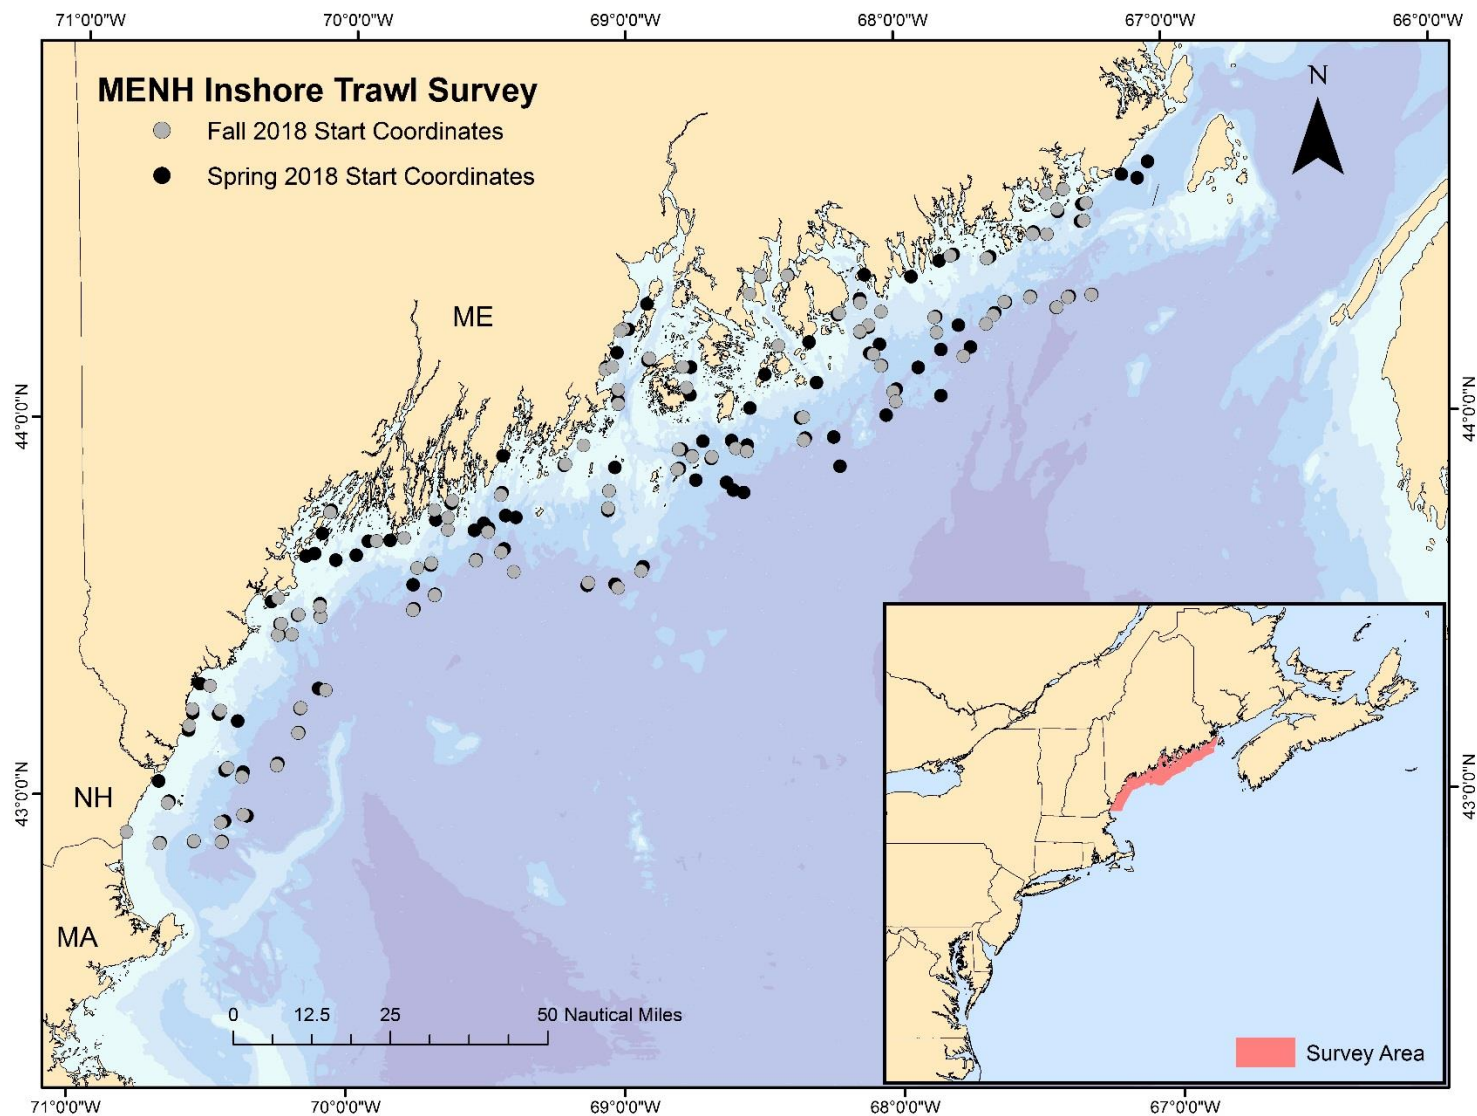 71°0'0"W 70°0'0"W 69°0'0"W 68°0'0"W 67°0'0"W 66°0'0"W
MENH Inshore Trawl Survey
Fall 2018 Start Coordinates
Spring 2018 Start Coordinates
N
ME
44°0'0"N 44°0'0"N
NH
43°0'0"N 43°0'0"N
MA
0 12.5 25 50 Nautical Miles
Survey Area
71°0'0"W 70°0'0"W 69°0'0"W 68°0'0"W 67°0'0"W